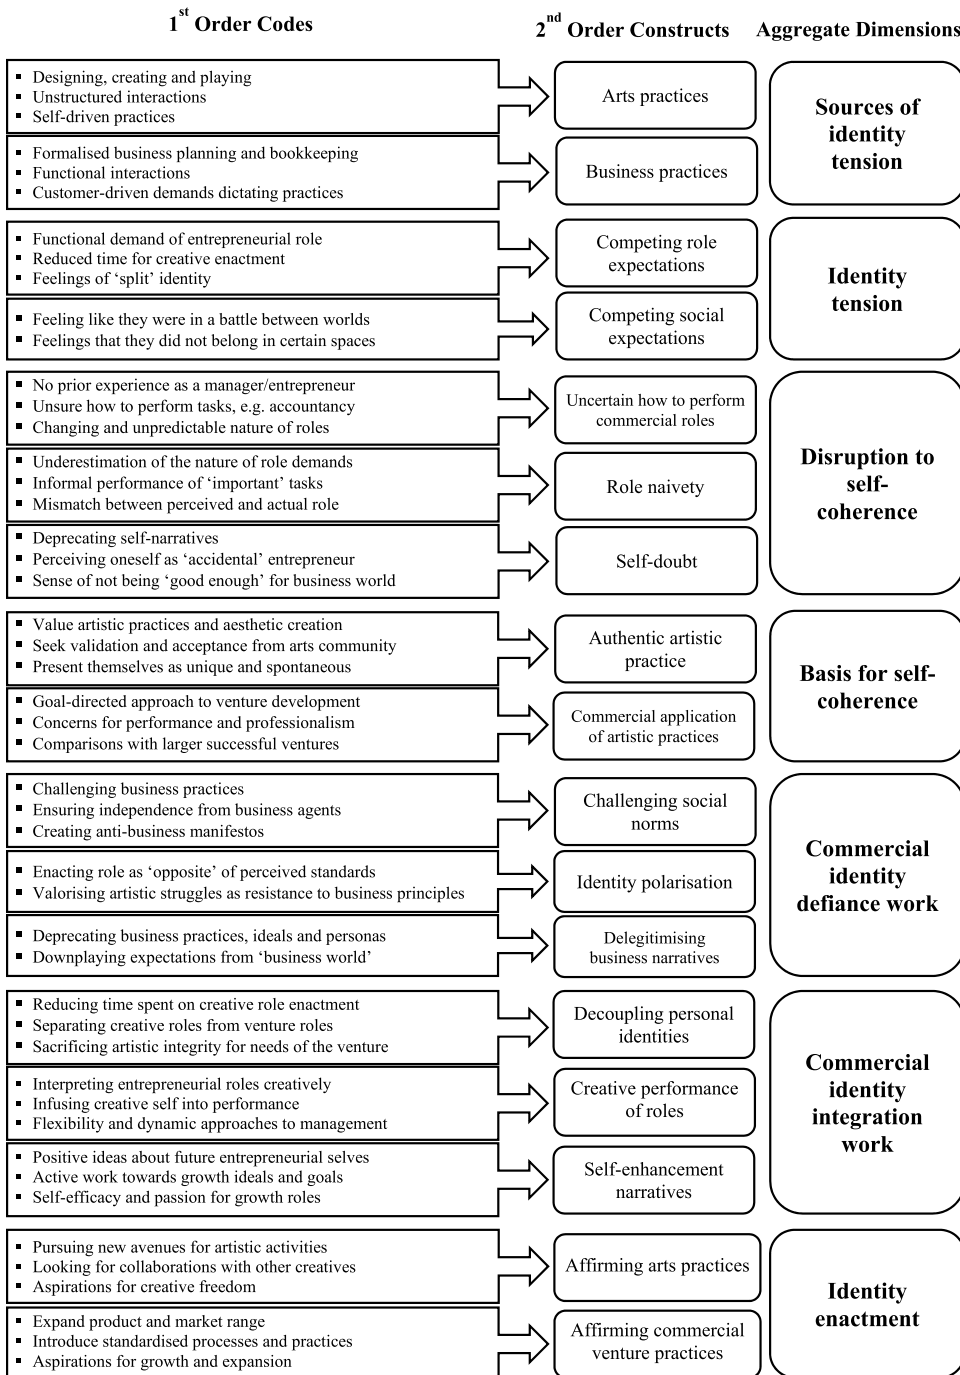 1st Order Codes
2nd Order Constructs
Aggregate Dimensions
▪ Designing, creating and playing
▪ Unstructured interactions
▪ Self-driven practices
Arts practices
Sources of
identity
tension
▪ Formalised business planning and bookkeeping
▪ Functional interactions
▪ Customer-driven demands dictating practices
Business practices
▪ Functional demand of entrepreneurial role
▪ Reduced time for creative enactment
▪ Feelings of ‘split’ identity
Competing role
expectations
Identity
tension
▪ Feeling like they were in a battle between worlds
▪ Feelings that they did not belong in certain spaces
Competing social
expectations
▪ No prior experience as a manager/entrepreneur
▪ Unsure how to perform tasks, e.g. accountancy
▪ Changing and unpredictable nature of roles
Uncertain how to perform
commercial roles
Disruption to
self-
coherence
▪ Underestimation of the nature of role demands
▪ Informal performance of ‘important’ tasks
▪ Mismatch between perceived and actual role
Role naivety
▪ Deprecating self-narratives
▪ Perceiving oneself as ‘accidental’ entrepreneur
▪ Sense of not being ‘good enough’ for business world
Self-doubt
▪ Value artistic practices and aesthetic creation
▪ Seek validation and acceptance from arts community
▪ Present themselves as unique and spontaneous
Authentic artistic
practice
Basis for self-
coherence
▪ Goal-directed approach to venture development
▪ Concerns for performance and professionalism
▪ Comparisons with larger successful ventures
Commercial application
of artistic practices
▪ Challenging business practices
▪ Ensuring independence from business agents
▪ Creating anti-business manifestos
Challenging social
norms
Commercial
identity
defiance work
▪ Enacting role as ‘opposite’ of perceived standards
▪ Valorising artistic struggles as resistance to business principles
Identity polarisation
▪ Deprecating business practices, ideals and personas
▪ Downplaying expectations from ‘business world’
Delegitimising
business narratives
▪ Reducing time spent on creative role enactment
▪ Separating creative roles from venture roles
▪ Sacrificing artistic integrity for needs of the venture
Decoupling personal
identities
Commercial
identity
integration
work
▪ Interpreting entrepreneurial roles creatively
▪ Infusing creative self into performance
▪ Flexibility and dynamic approaches to management
Creative performance
of roles
▪ Positive ideas about future entrepreneurial selves
▪ Active work towards growth ideals and goals
▪ Self-efficacy and passion for growth roles
Self-enhancement
narratives
▪ Pursuing new avenues for artistic activities
▪ Looking for collaborations with other creatives
▪ Aspirations for creative freedom
Affirming arts practices
Identity
enactment
▪ Expand product and market range
▪ Introduce standardised processes and practices
▪ Aspirations for growth and expansion
Affirming commercial
venture practices